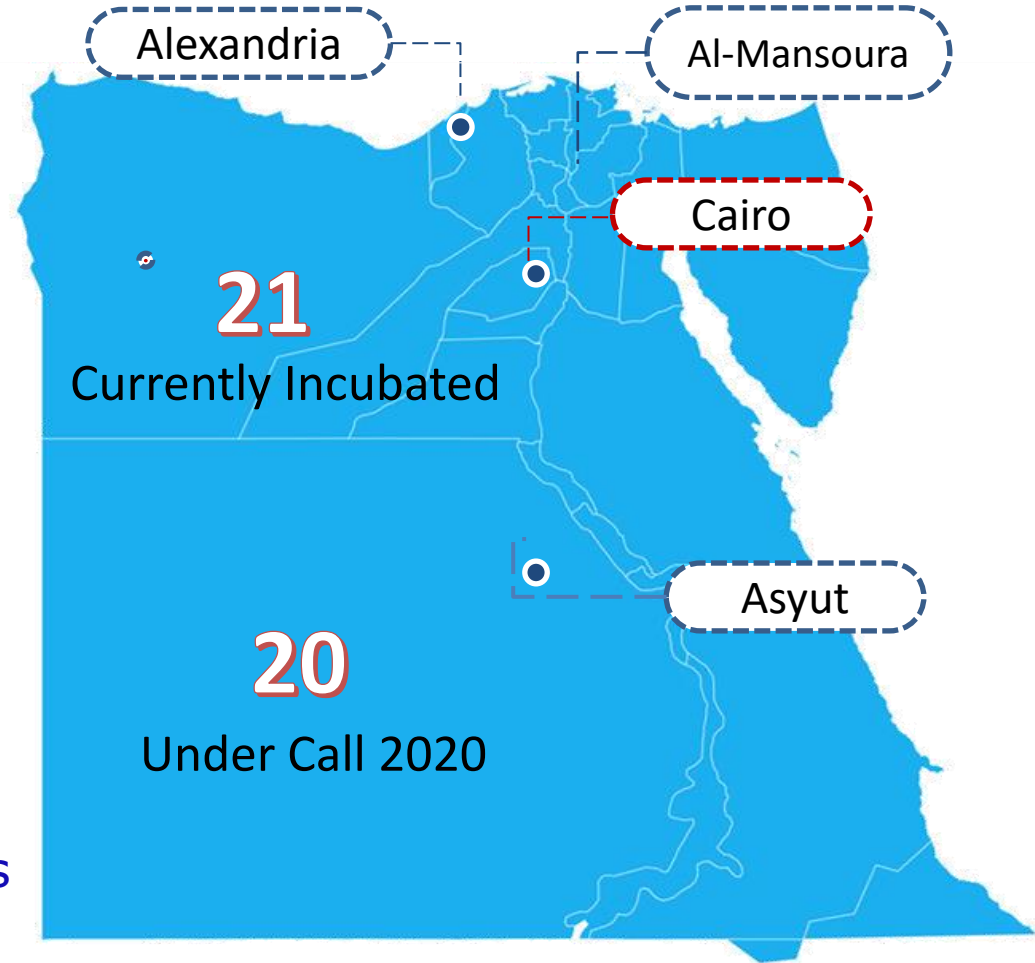 Alexandria
Al-Mansoura
Cairo
21
Currently Incubated
Asyut
20
Under Call 2020
s